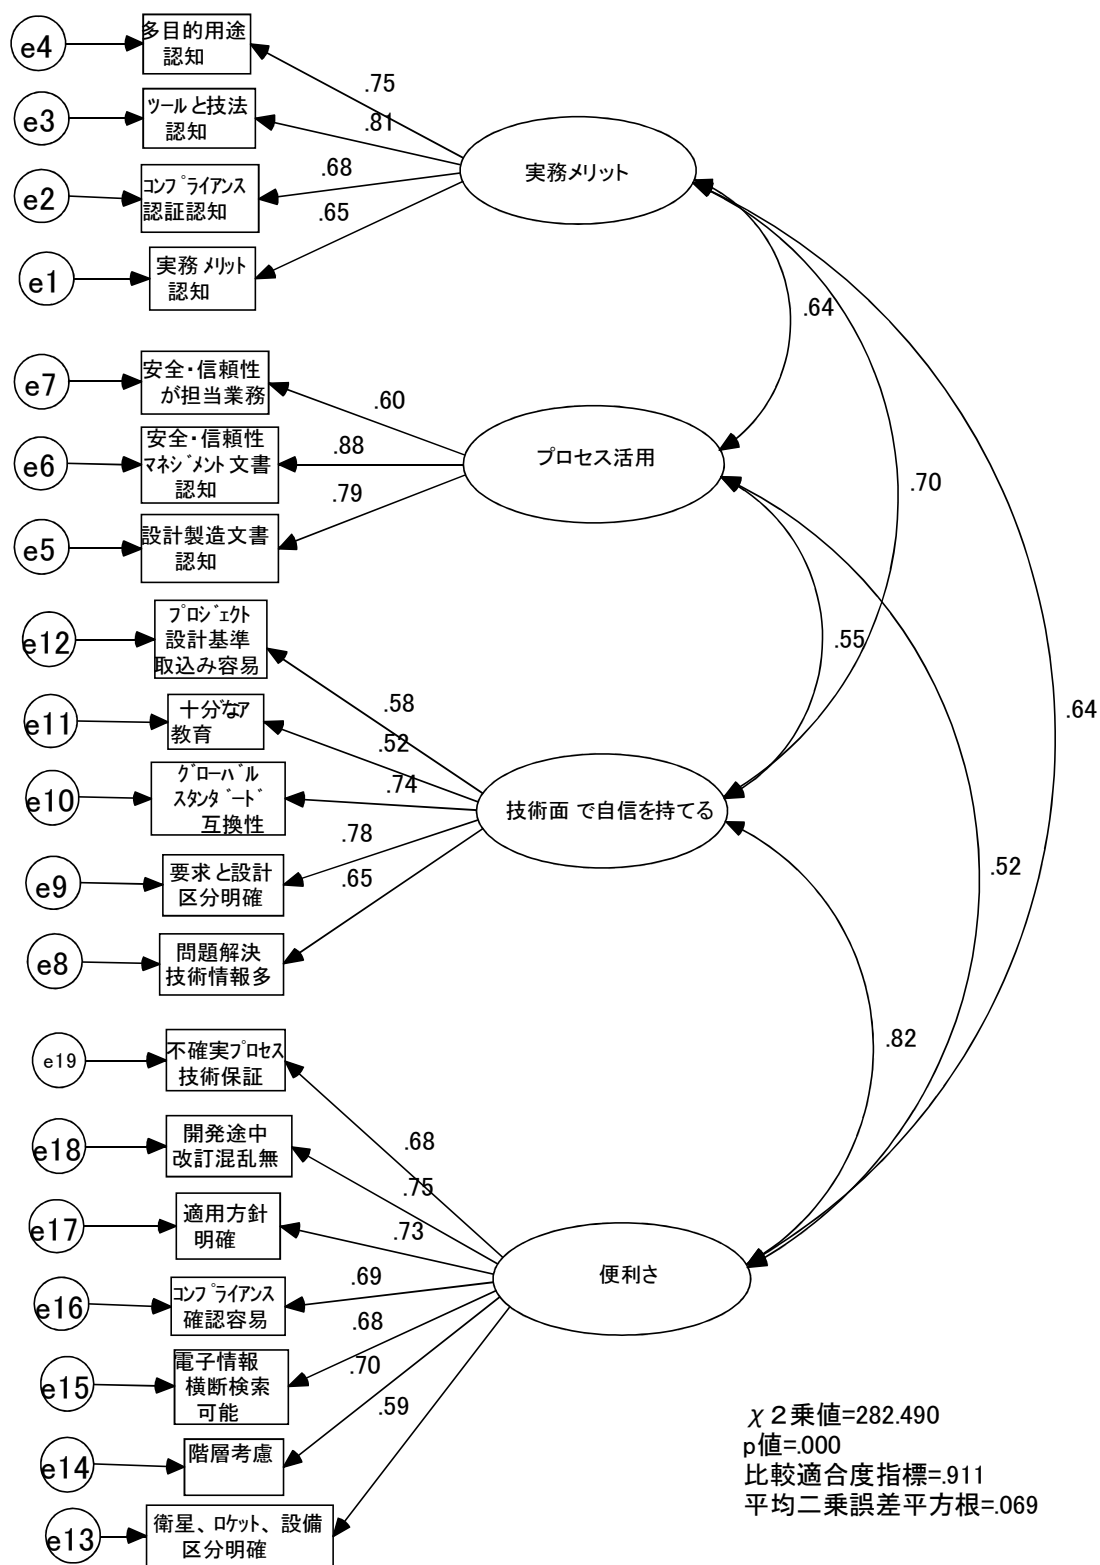 e4
多目的用途
認知
.75
e3
ツールと技法
認知
.81
実務メリット
e2
コンプライアンス
認証認知
.68
e1
実務メリット
認知
.65
.64
e7
安全・信頼性
が担当業務
.60
e6
安全・信頼性
マネジメント文書
認知
.88
プロセス活用
.70
e5
設計製造文書
認知
.79
e12
プロジェクト
設計基準
取込み容易
.58
.55
e11
教育
.52
.64
e10
グローバル
スタンダード
互換性
.74
技術面で自信を持てる
e9
要求と設計
区分明確
.78
.52
e8
問題解決
技術情報多
.65
.82
e19
不確実プロセス
技術保証
.68
e18
開発途中
改訂混乱無
.75
e17
適用方針
明確
.73
便利さ
e16
コンプライアンス
確認容易
.69
e15
電子情報
横断検索
可能
.68
e14
階層考慮
.70
e13
衛星、ロケット、設備
区分明確
.59
χ2乗値=282.490
p値=.000
比較適合度指標=.911
平均二乗誤差平方根=.069